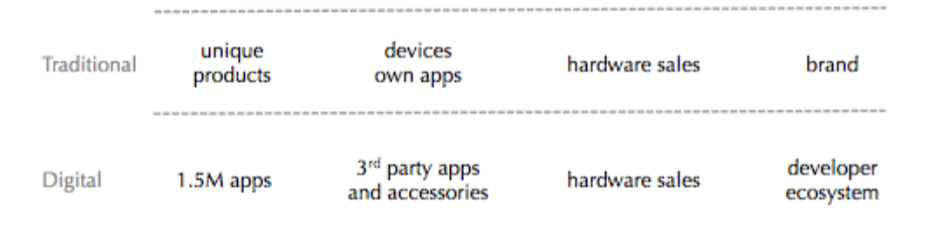 Traditional
unique
products
devices
own apps
hardware sales
brand
Digital
1.5M apps
3rd party apps
and accessories
hardware sales
developer
ecosystem